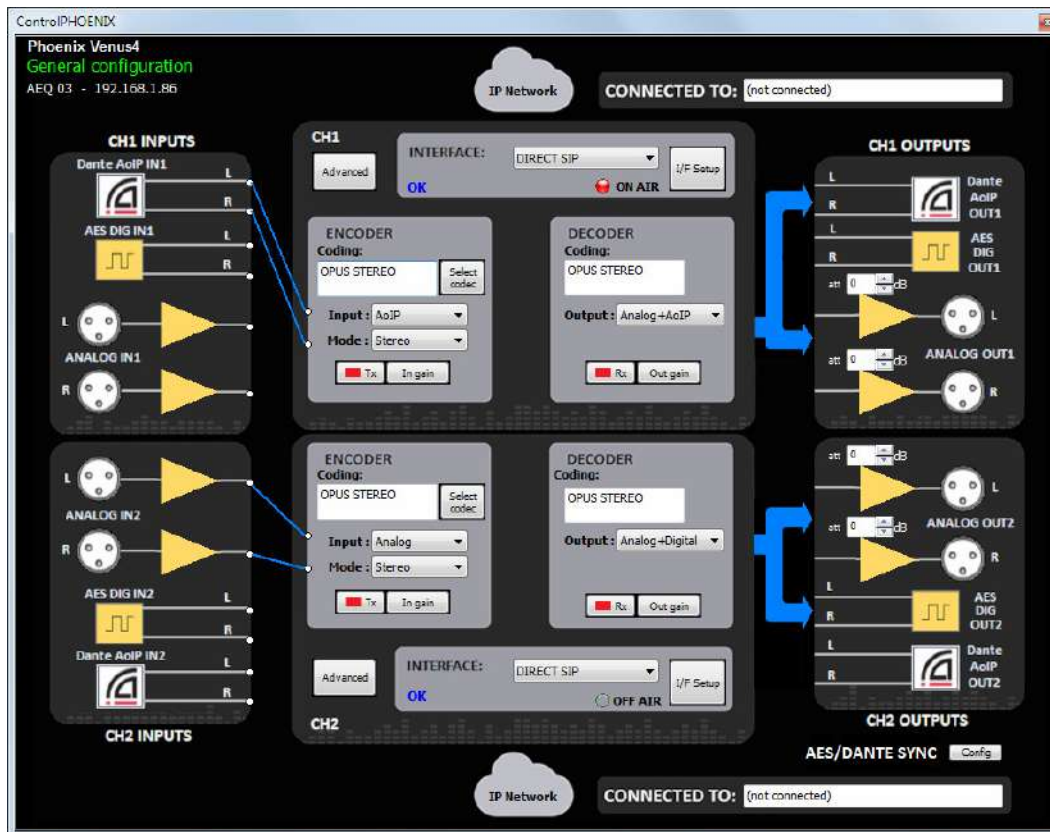 ControlPHOENIX
Phoenix Venus4
General configuration
AEQ 03 - 192.168.1.86
IP Network
CONNECTED TO: (not connected)
CH1 INPUTS
Dante AoIP IN1
L
R
AES DIG IN1
L
R
L
ANALOG IN1
R
CH1
Advanced
INTERFACE: DIRECT SIP
I/F Setup
OK
ON AIR
ENCODER
Coding:
OPUS STEREO
Select codec
Input : AoIP
Mode : Stereo
Tx In gain
DECODER
Coding:
OPUS STEREO
Output : Analog+AoIP
Rx Out gain
CH1 OUTPUTS
L
R
Dante
AoIP
OUT1
L
R
AES
DIG
OUT1
att 0 dB
L
ANALOG OUT1
att 0 dB
R
L
ANALOG IN2
R
AES DIG IN2
L
R
Dante AoIP IN2
L
R
CH2 INPUTS
ENCODER
Coding:
OPUS STEREO
Select codec
Input : Analog
Mode : Stereo
Tx In gain
DECODER
Coding:
OPUS STEREO
Output : Analog+Digital
Rx Out gain
Advanced
INTERFACE: DIRECT SIP
I/F Setup
OK
OFF AIR
CH2
att 0 dB
L
ANALOG OUT2
att 0 dB
R
L
R
AES
DIG
OUT2
L
R
Dante
AoIP
OUT2
CH2 OUTPUTS
AES/DANTE SYNC Config
IP Network
CONNECTED TO: (not connected)